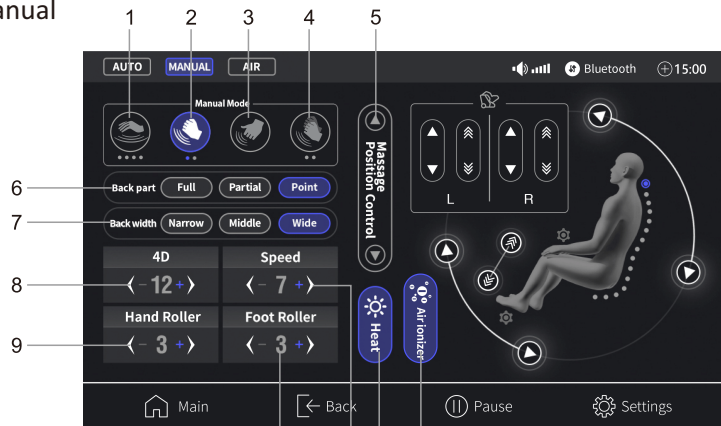 anual
1 2 3 4 5
AUTO MANUAL AIR Bluetooth 15:00
Manual Mode
6 Back part Full Partial Point
7 Back width Narrow Middle Wide
Massage Position Control
L R
4D Speed
8 - 12 + - 7 +
Hand Roller Foot Roller
9 - 3 + - 3 +
Heat Air ionizer
Main Back Pause Settings